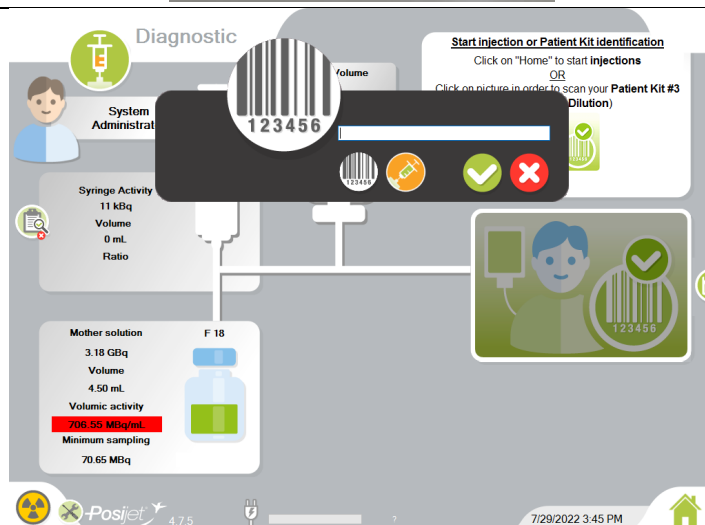 Diagnostic
System
Administrat
Volume
Start injection or Patient Kit identification
Click on "Home" to start injections
OR
Click on picture in order to scan your Patient Kit #3
Dilution)
123456
123456
Syringe Activity
11 kBq
Volume
0 mL
Ratio
123456
Mother solution
F 18
3.18 GBq
Volume
4.50 mL
Volumic activity
706.55 MBq/mL
Minimum sampling
70.65 MBq
Posijet
4.7.5
?
7/29/2022 3:45 PM